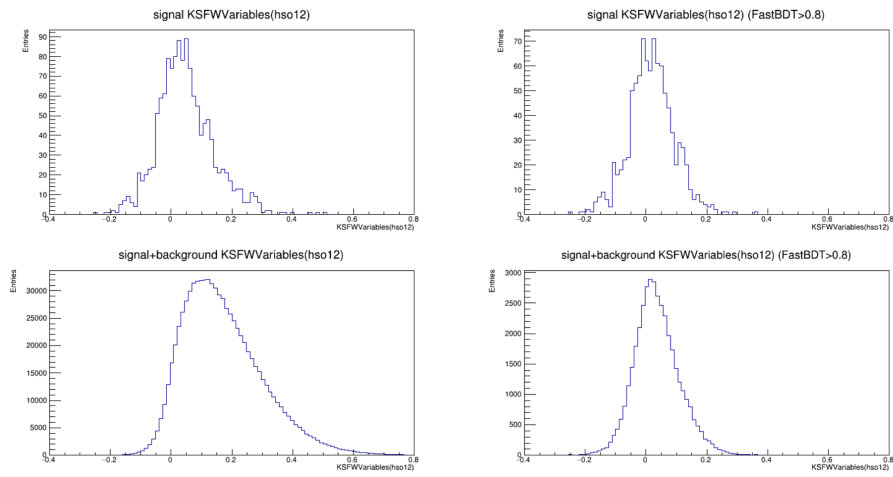 signal KSFWVariables(hso12)
Entries
90
80
70
60
50
40
30
20
10
0
−0.4 −0.2 0 0.2 0.4 0.6 0.8
KSFWVariables(hso12)
signal KSFWVariables(hso12) (FastBDT>0.8)
Entries
70
60
50
40
30
20
10
0
−0.4 −0.2 0 0.2 0.4 0.6 0.8
KSFWVariables(hso12)
signal+background KSFWVariables(hso12)
Entries
30000
25000
20000
15000
10000
5000
0
−0.4 −0.2 0 0.2 0.4 0.6 0.8
KSFWVariables(hso12)
signal+background KSFWVariables(hso12) (FastBDT>0.8)
Entries
3000
2500
2000
1500
1000
500
0
−0.4 −0.2 0 0.2 0.4 0.6 0.8
KSFWVariables(hso12)